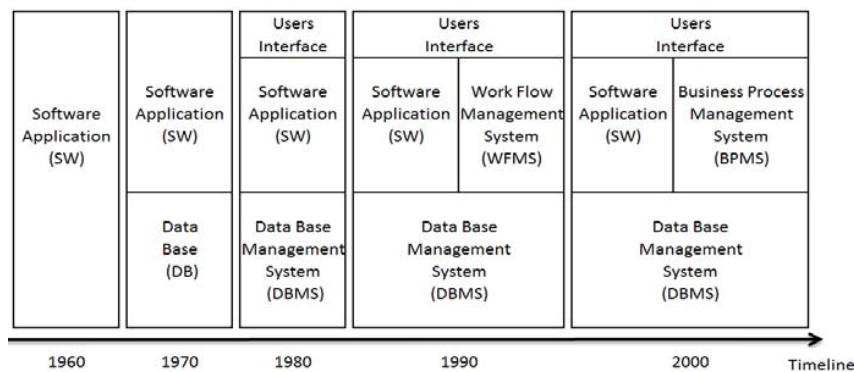 Software
Application
(SW)
Software
Application
(SW)
Data
Base
(DB)
Users
Interface
Software
Application
(SW)
Data Base
Management
System
(DBMS)
Users
Interface
Software
Application
(SW)
Work Flow
Management
System
(WFMS)
Data Base
Management
System
(DBMS)
Users
Interface
Software
Application
(SW)
Business Process
Management
System
(BPMS)
Data Base
Management
System
(DBMS)
1960
1970
1980
1990
2000
Timeline